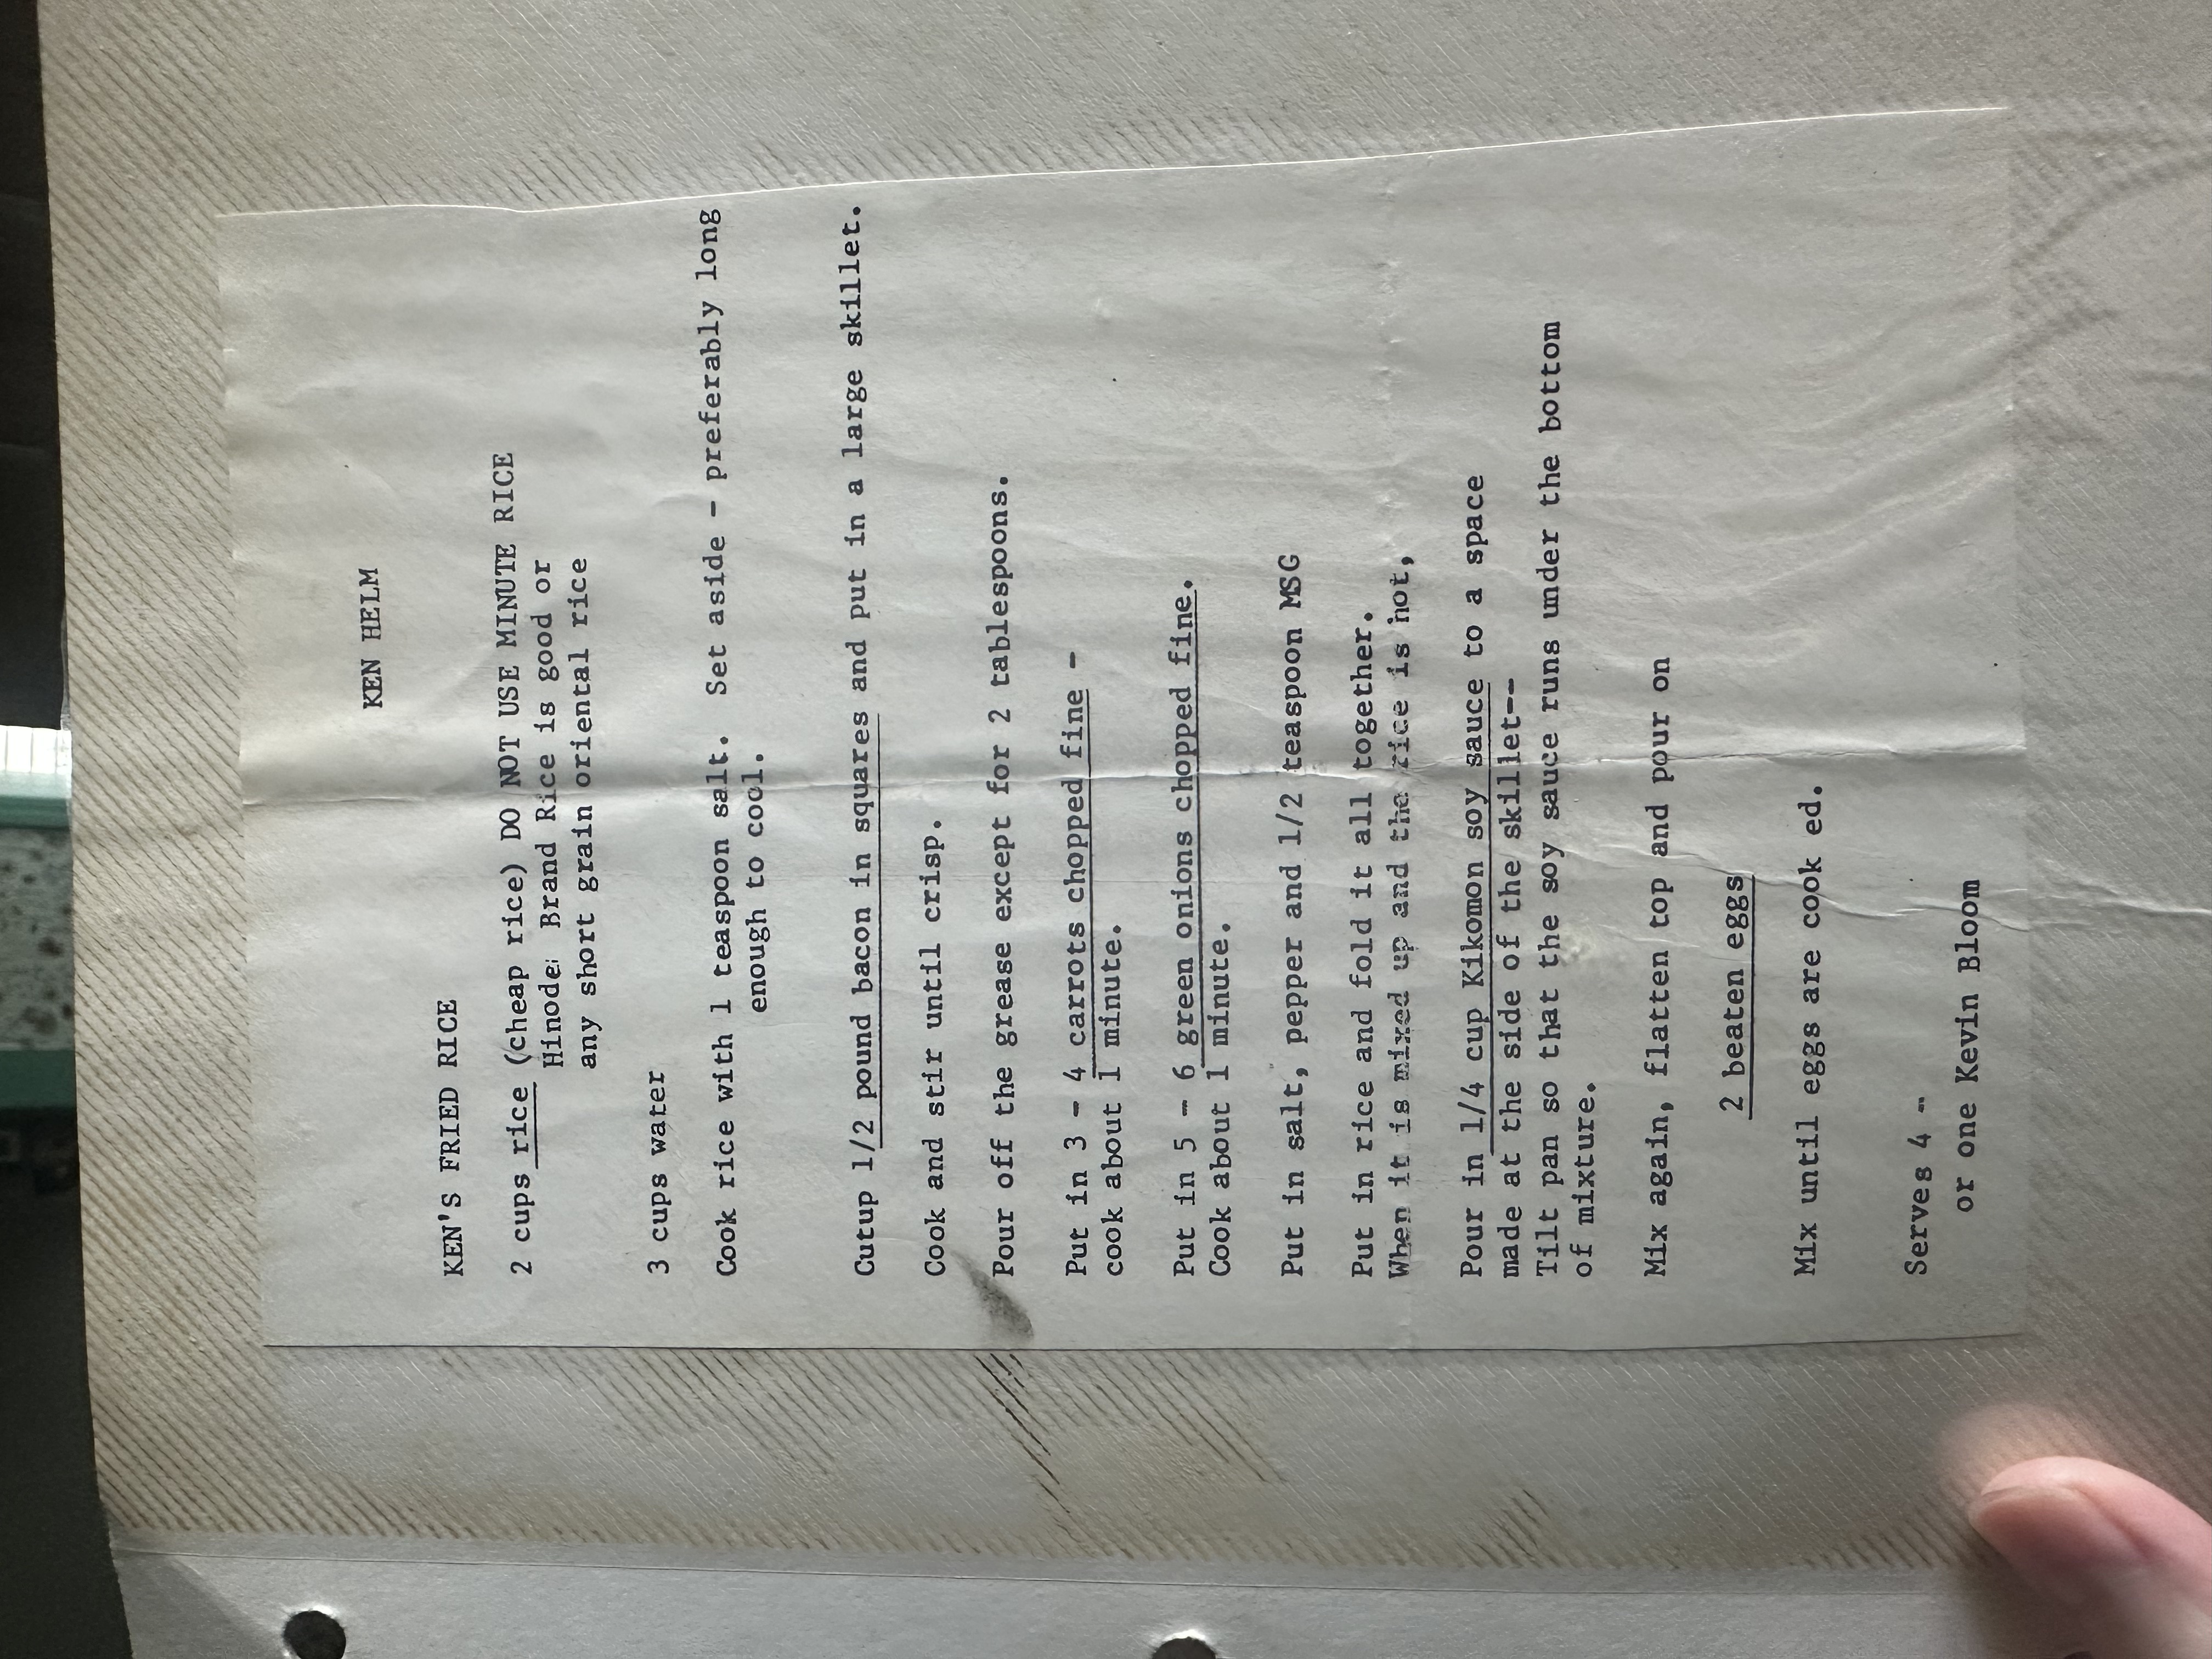 KEN HELM
KEN'S FRIED RICE
2 cups rice (cheap rice) DO NOT USE MINUTE RICE
Hinode: Brand Rice is good or
any short grain oriental rice
3 cups water
Cook rice with 1 teaspoon salt. Set aside - preferably long
enough to cool.
Cutup 1/2 pound bacon in squares and put in a large skillet.
Cook and stir until crisp.
Pour off the grease except for 2 tablespoons.
Put in 3 - 4 carrots chopped fine -
cook about 1 minute.
Put in 5 - 6 green onions chopped fine.
Cook about 1 minute.
Put in salt, pepper and 1/2 teaspoon MSG
Put in rice and fold it all together.
When it is mixed up and the rice is hot,
Pour in 1/4 cup Kikomon soy sauce to a space
made at the side of the skillet--
Tilt pan so that the soy sauce runs under the bottom
of mixture.
Mix again, flatten top and pour on
2 beaten eggs
Mix until eggs are cook ed.
Serves 4 -
or one Kevin Bloom